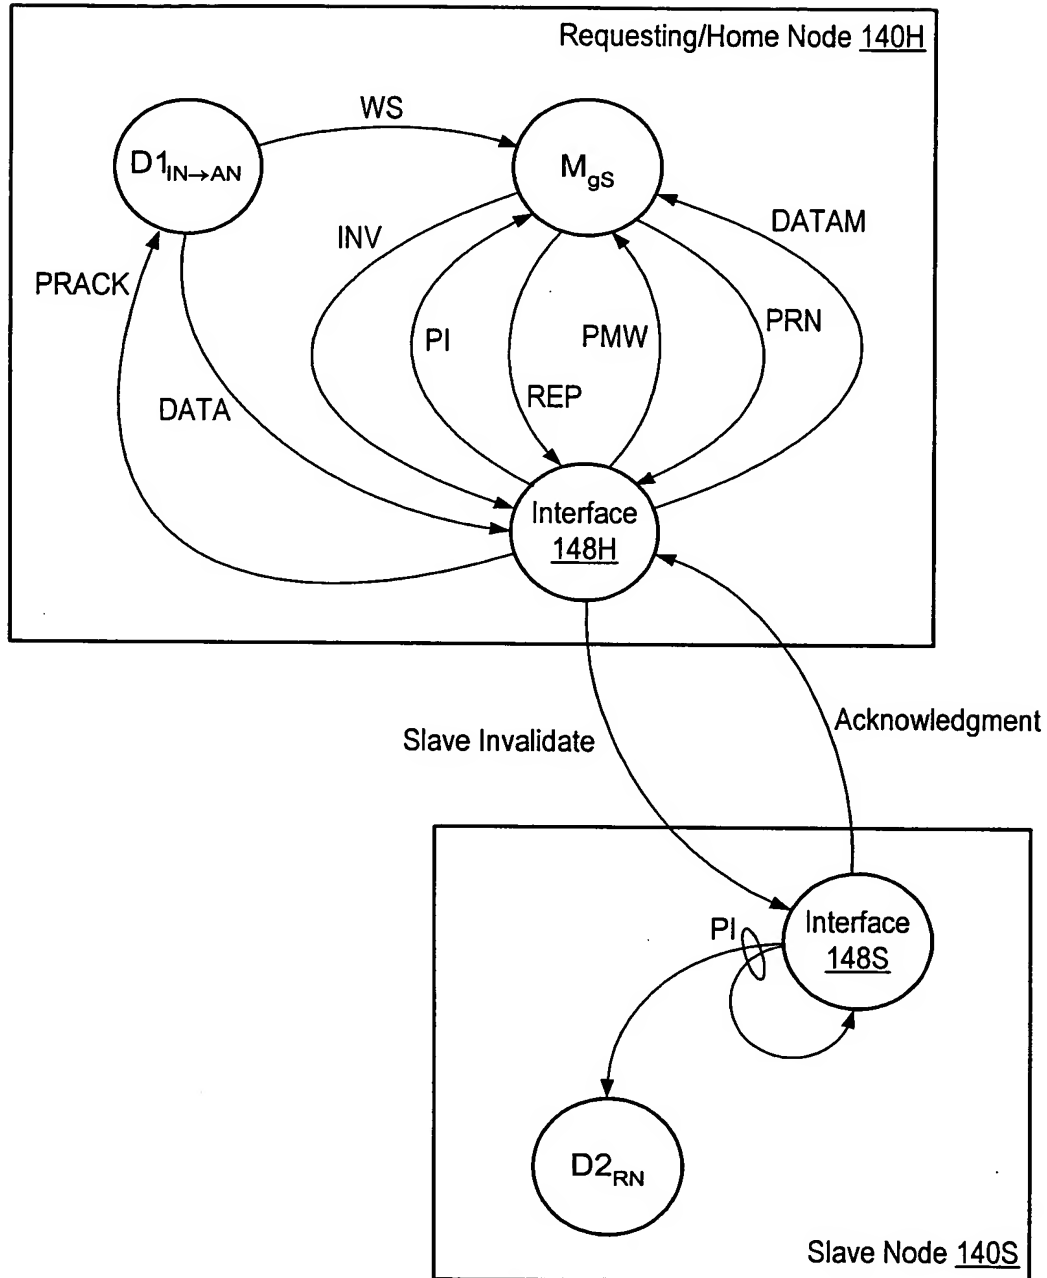 Requesting/Home Node 140H
WS
D1IN→AN
MgS
DATAM
INV
PRACK
PI
PMW
PRN
REP
DATA
Interface
148H
Slave Invalidate
Acknowledgment
PI
Interface
148S
D2RN
Slave Node 140S